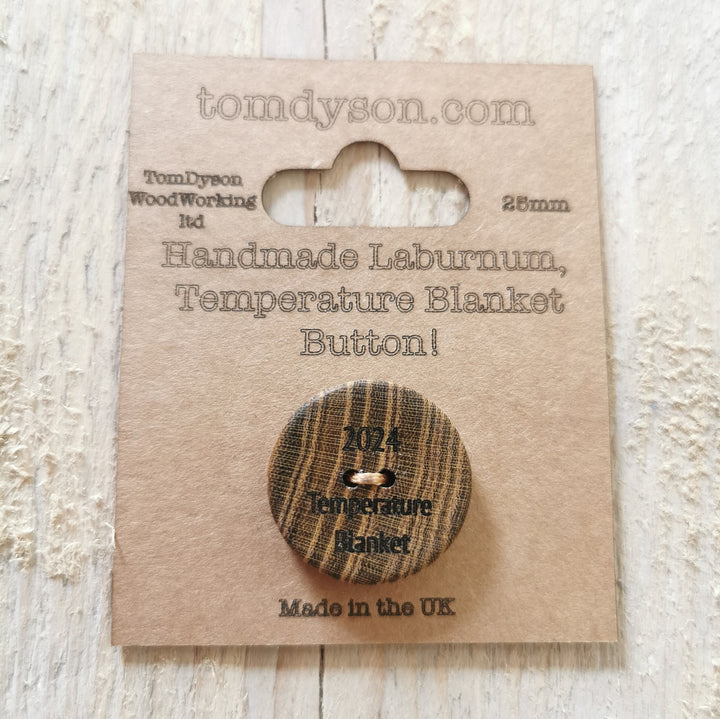 tomdyson.com
TomDyson
WoodWorking
ltd
25mm
Handmade Laburnum,
Temperature Blanket
Button!
2024
Temperature
Blanket
Made in the UK